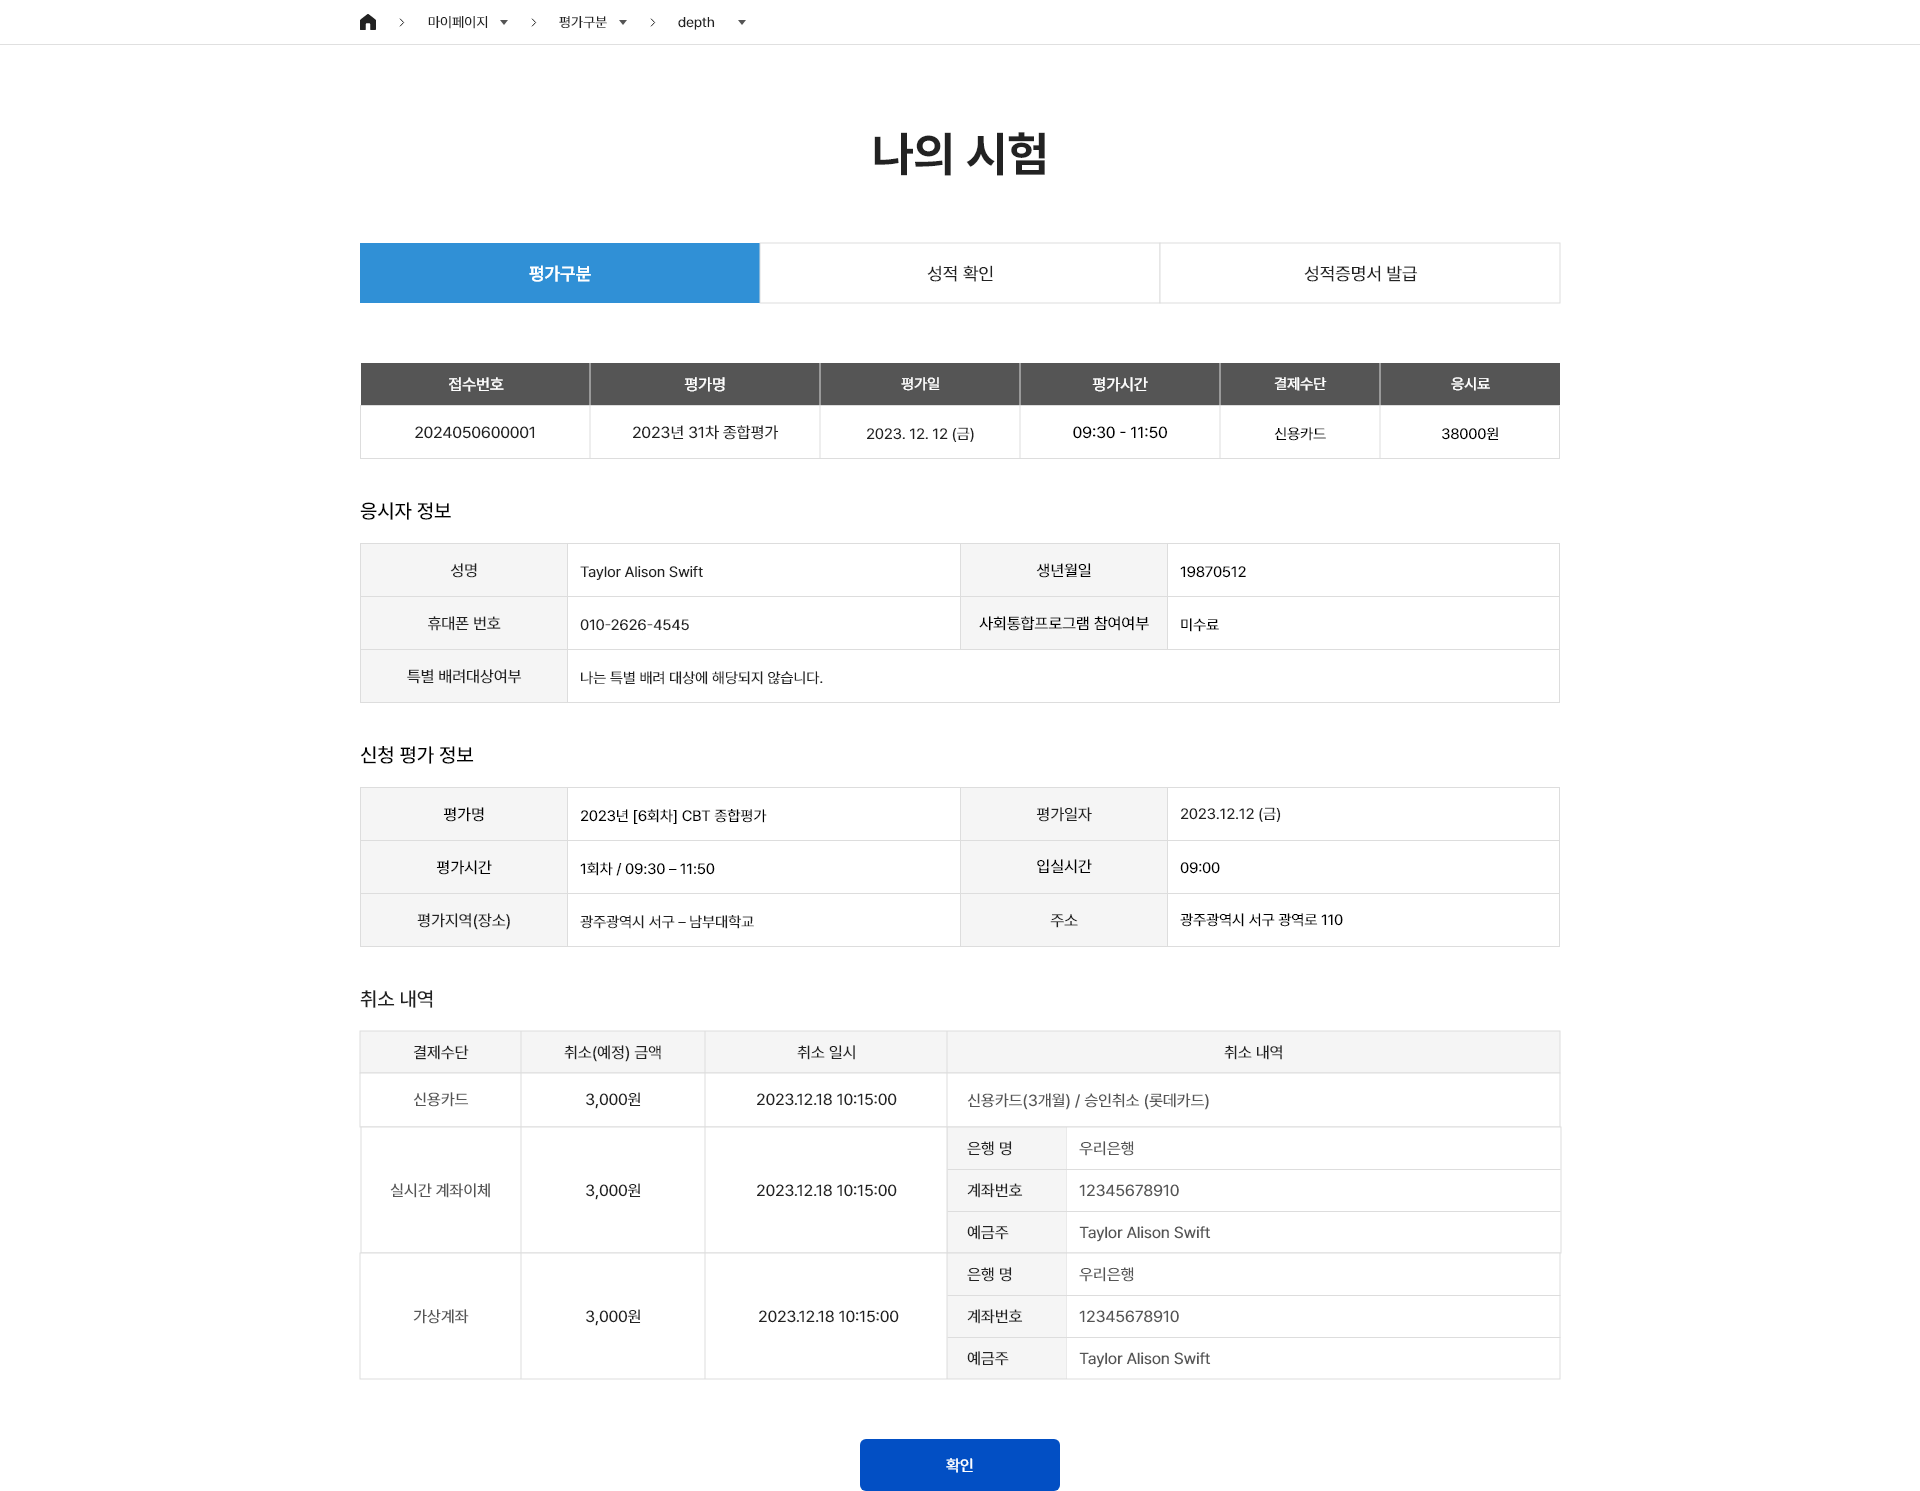 마이페이지 평가구분 depth
나의 시험
평가구분 성적 확인 성적증명서 발급
접수번호 평가명 평가일 평가시간 결제수단 응시료
2024050600001 2023년 31차 종합평가 2023. 12. 12 (금) 09:30 - 11:50 신용카드 38000원
응시자 정보
성명 Taylor Alison Swift 생년월일 19870512
휴대폰 번호 010-2626-4545 사회통합프로그램 참여여부 미수료
특별 배려대상여부 나는 특별 배려 대상에 해당되지 않습니다.
신청 평가 정보
평가명 2023년 [6회차] CBT 종합평가 평가일자 2023.12.12 (금)
평가시간 1회차 / 09:30 – 11:50 입실시간 09:00
평가지역(장소) 광주광역시 서구 – 남부대학교 주소 광주광역시 서구 광역로 110
취소 내역
결제수단 취소(예정) 금액 취소 일시 취소 내역
신용카드 3,000원 2023.12.18 10:15:00 신용카드(3개월) / 승인취소 (롯데카드)
실시간 계좌이체 3,000원 2023.12.18 10:15:00 은행 명 우리은행
계좌번호 12345678910
예금주 Taylor Alison Swift
가상계좌 3,000원 2023.12.18 10:15:00 은행 명 우리은행
계좌번호 12345678910
예금주 Taylor Alison Swift
확인